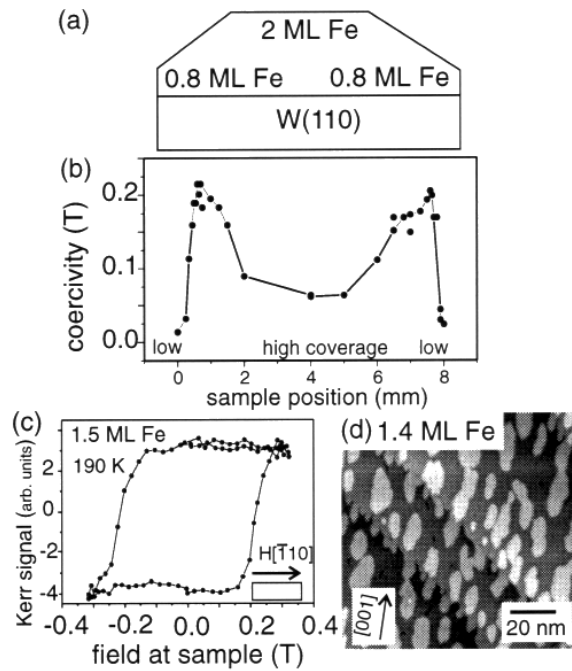 (a)
2 ML Fe
0.8 ML Fe 0.8 ML Fe
W(110)
(b)
coercivity (T)
0.2
0.1
0.0
low high coverage low
0 2 4 6 8
sample position (mm)
(c)
1.5 ML Fe
190 K
Kerr signal (arb. units)
3
2
0
-2
-4
H[1̅10]
-0.4 -0.2 0.0 0.2 0.4
field at sample (T)
(d) 1.4 ML Fe
[001]
20 nm